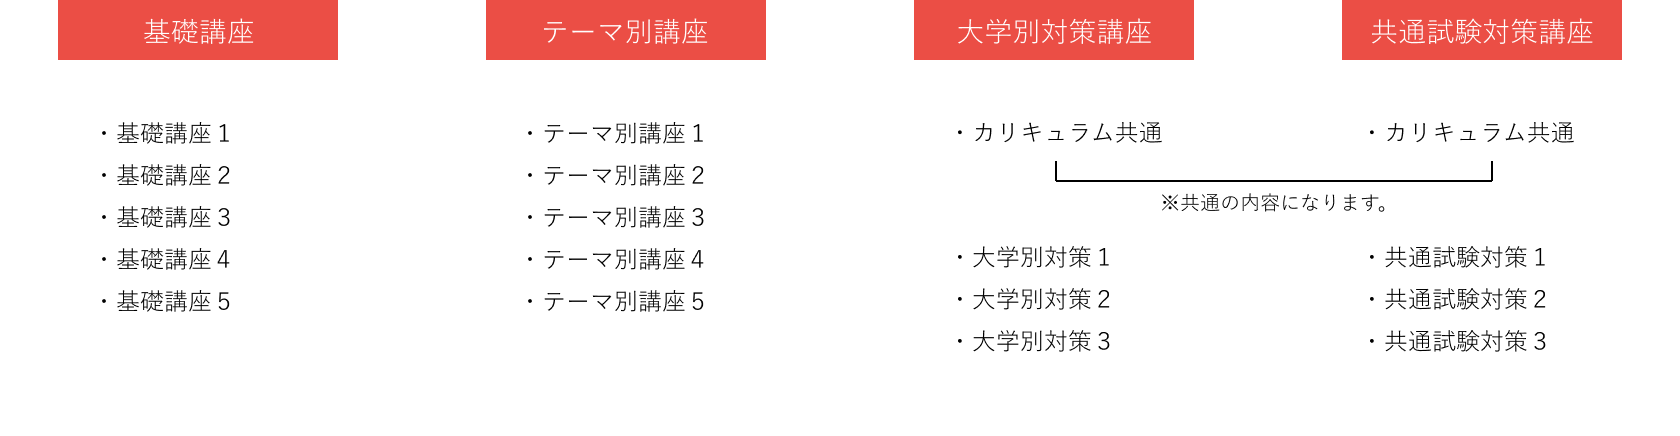 基礎講座
・基礎講座 1
・基礎講座 2
・基礎講座 3
・基礎講座 4
・基礎講座 5
テーマ別講座
・テーマ別講座 1
・テーマ別講座 2
・テーマ別講座 3
・テーマ別講座 4
・テーマ別講座 5
大学別対策講座
・カリキュラム共通
共通試験対策講座
・カリキュラム共通
※共通の内容になります。
・大学別対策 1
・大学別対策 2
・大学別対策 3
・共通試験対策 1
・共通試験対策 2
・共通試験対策 3